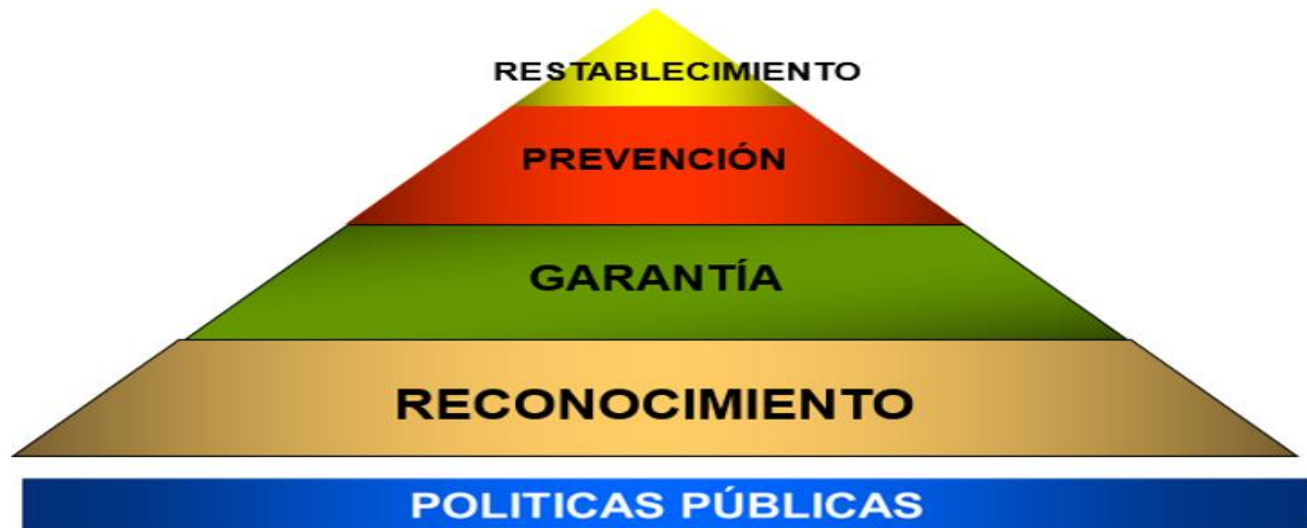 RESTABLECIMIENTO
PREVENCIÓN
GARANTÍA
RECONOCIMIENTO
POLITICAS PÚBLICAS